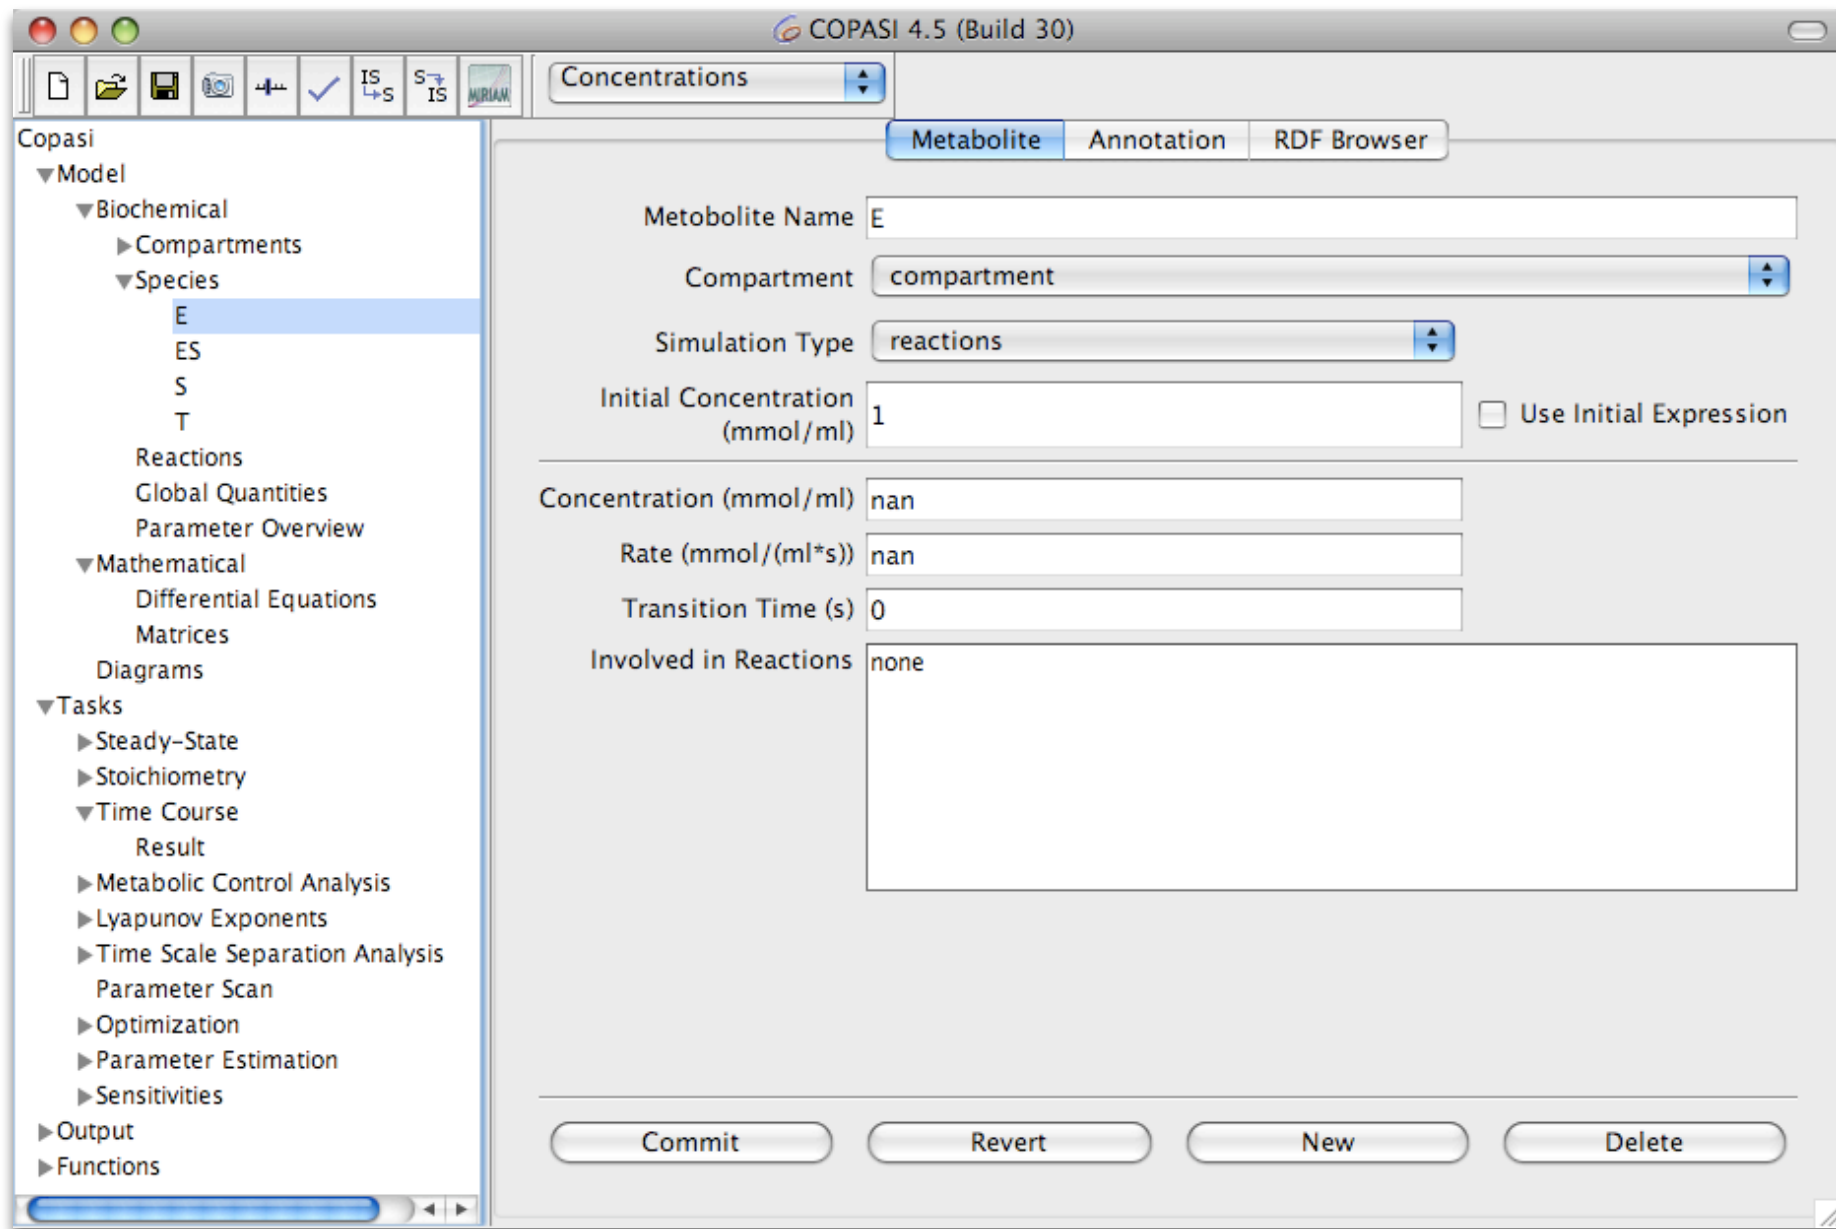 COPASI 4.5 (Build 30)
IS
S
S
IS
MIRIAM
Concentrations
Copasi
Model
Biochemical
Compartments
Species
E
ES
S
T
Reactions
Global Quantities
Parameter Overview
Mathematical
Differential Equations
Matrices
Diagrams
Tasks
Steady-State
Stoichiometry
Time Course
Result
Metabolic Control Analysis
Lyapunov Exponents
Time Scale Separation Analysis
Parameter Scan
Optimization
Parameter Estimation
Sensitivities
Output
Functions
Metabolite Annotation RDF Browser
Metobolite Name E
Compartment compartment
Simulation Type reactions
Initial Concentration
(mmol/ml) 1 Use Initial Expression
Concentration (mmol/ml) nan
Rate (mmol/(ml*s)) nan
Transition Time (s) 0
Involved in Reactions none
Commit Revert New Delete